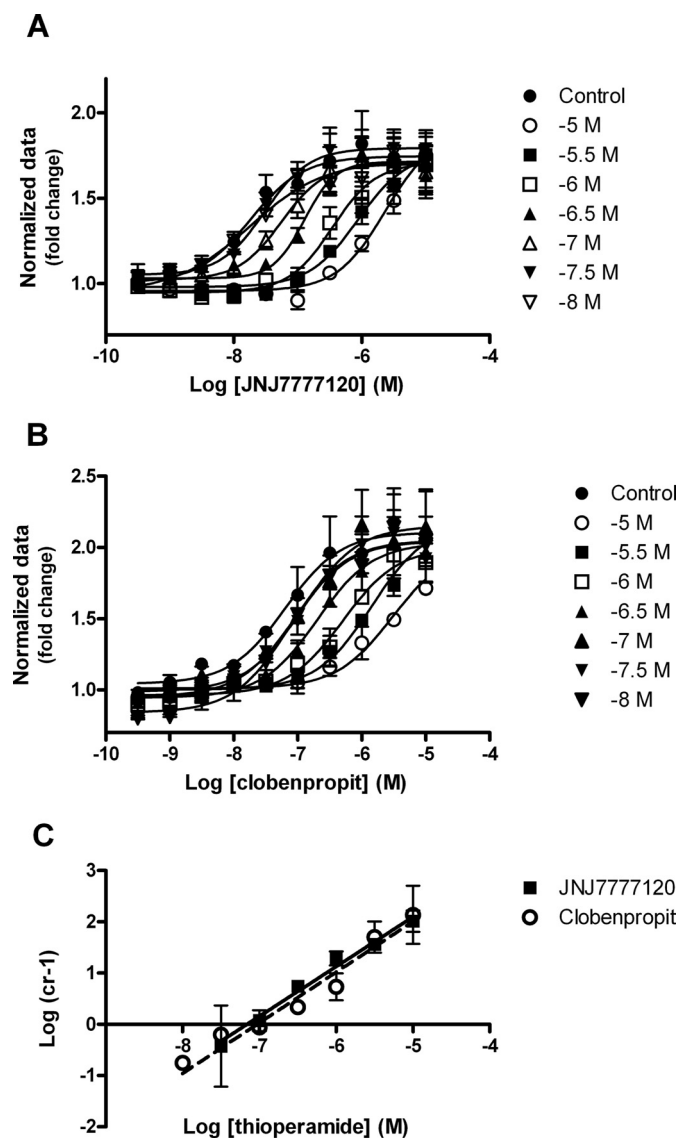 A
Normalized data
(fold change)
2.0
1.5
1.0
-10
-8
-6
-4
Log [JNJ7777120] (M)
Control
-5 M
-5.5 M
-6 M
-6.5 M
-7 M
-7.5 M
-8 M
B
Normalized data
(fold change)
2.5
2.0
1.5
1.0
-10
-9
-8
-7
-6
-5
-4
Log [clobenpropit] (M)
Control
-5 M
-5.5 M
-6 M
-6.5 M
-7 M
-7.5 M
-8 M
C
Log (cr-1)
3
2
1
0
-1
-2
-8
-7
-6
-5
-4
Log [thioperamide] (M)
JNJ7777120
Clobenpropit